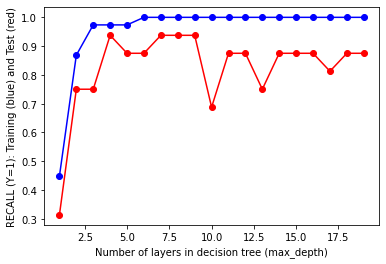 1.0
0.9
0.8
0.7
0.6
0.5
0.4
0.3
RECALL (Y=1): Training (blue) and Test (red)
2.5 5.0 7.5 10.0 12.5 15.0 17.5
Number of layers in decision tree (max_depth)